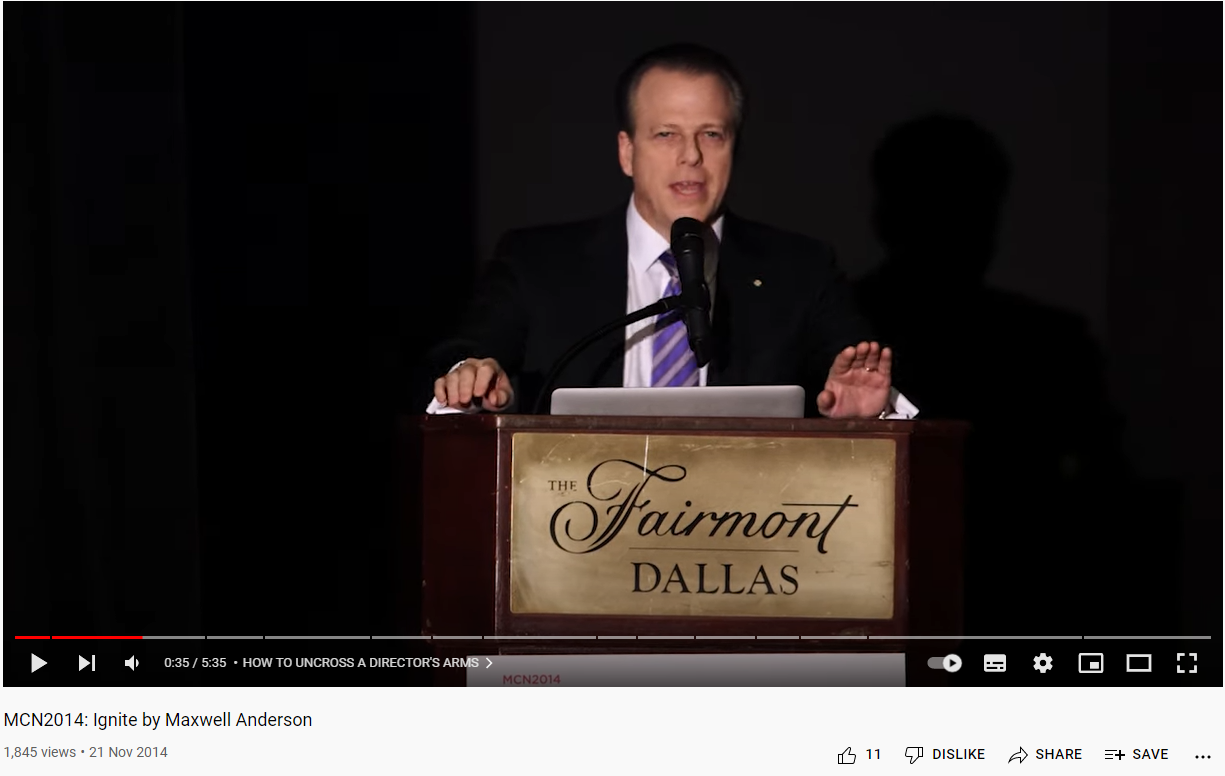 THE
Fairmont
DALLAS
0:35 / 5:35 • HOW TO UNCROSS A DIRECTOR'S ARMS
MCN2014
MCN2014: Ignite by Maxwell Anderson
1,845 views • 21 Nov 2014
11 DISLIKE SHARE SAVE